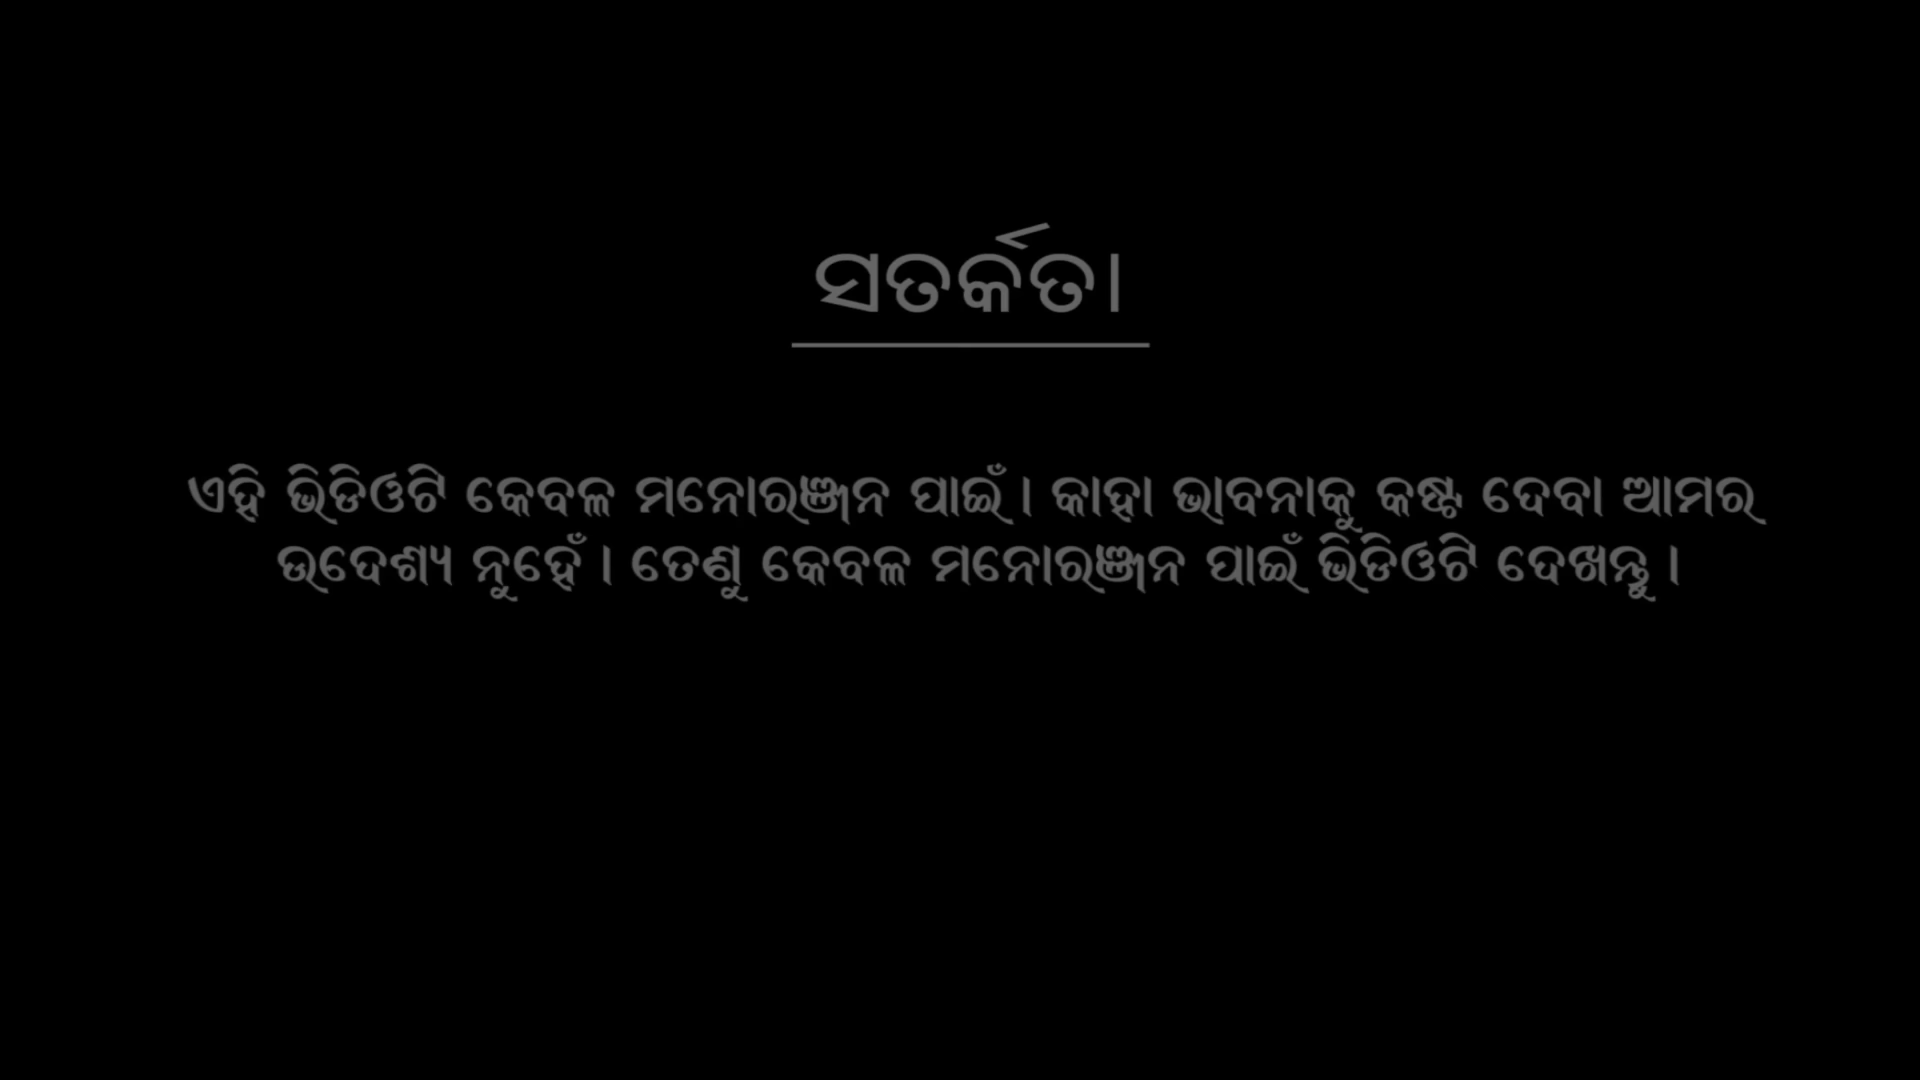 ସତର୍କତା
ଏହି ଭିଡିଓଟି କେବଳ ମନୋରଞ୍ଜନ ପାଇଁ । କାହା ଭାବନାକୁ କଷ୍ଟ ଦେବା ଆମର
ଉଦେଶ୍ୟ ନୁହେଁ । ତେଣୁ କେବଳ ମନୋରଞ୍ଜନ ପାଇଁ ଭିଡିଓଟି ଦେଖନ୍ତୁ ।